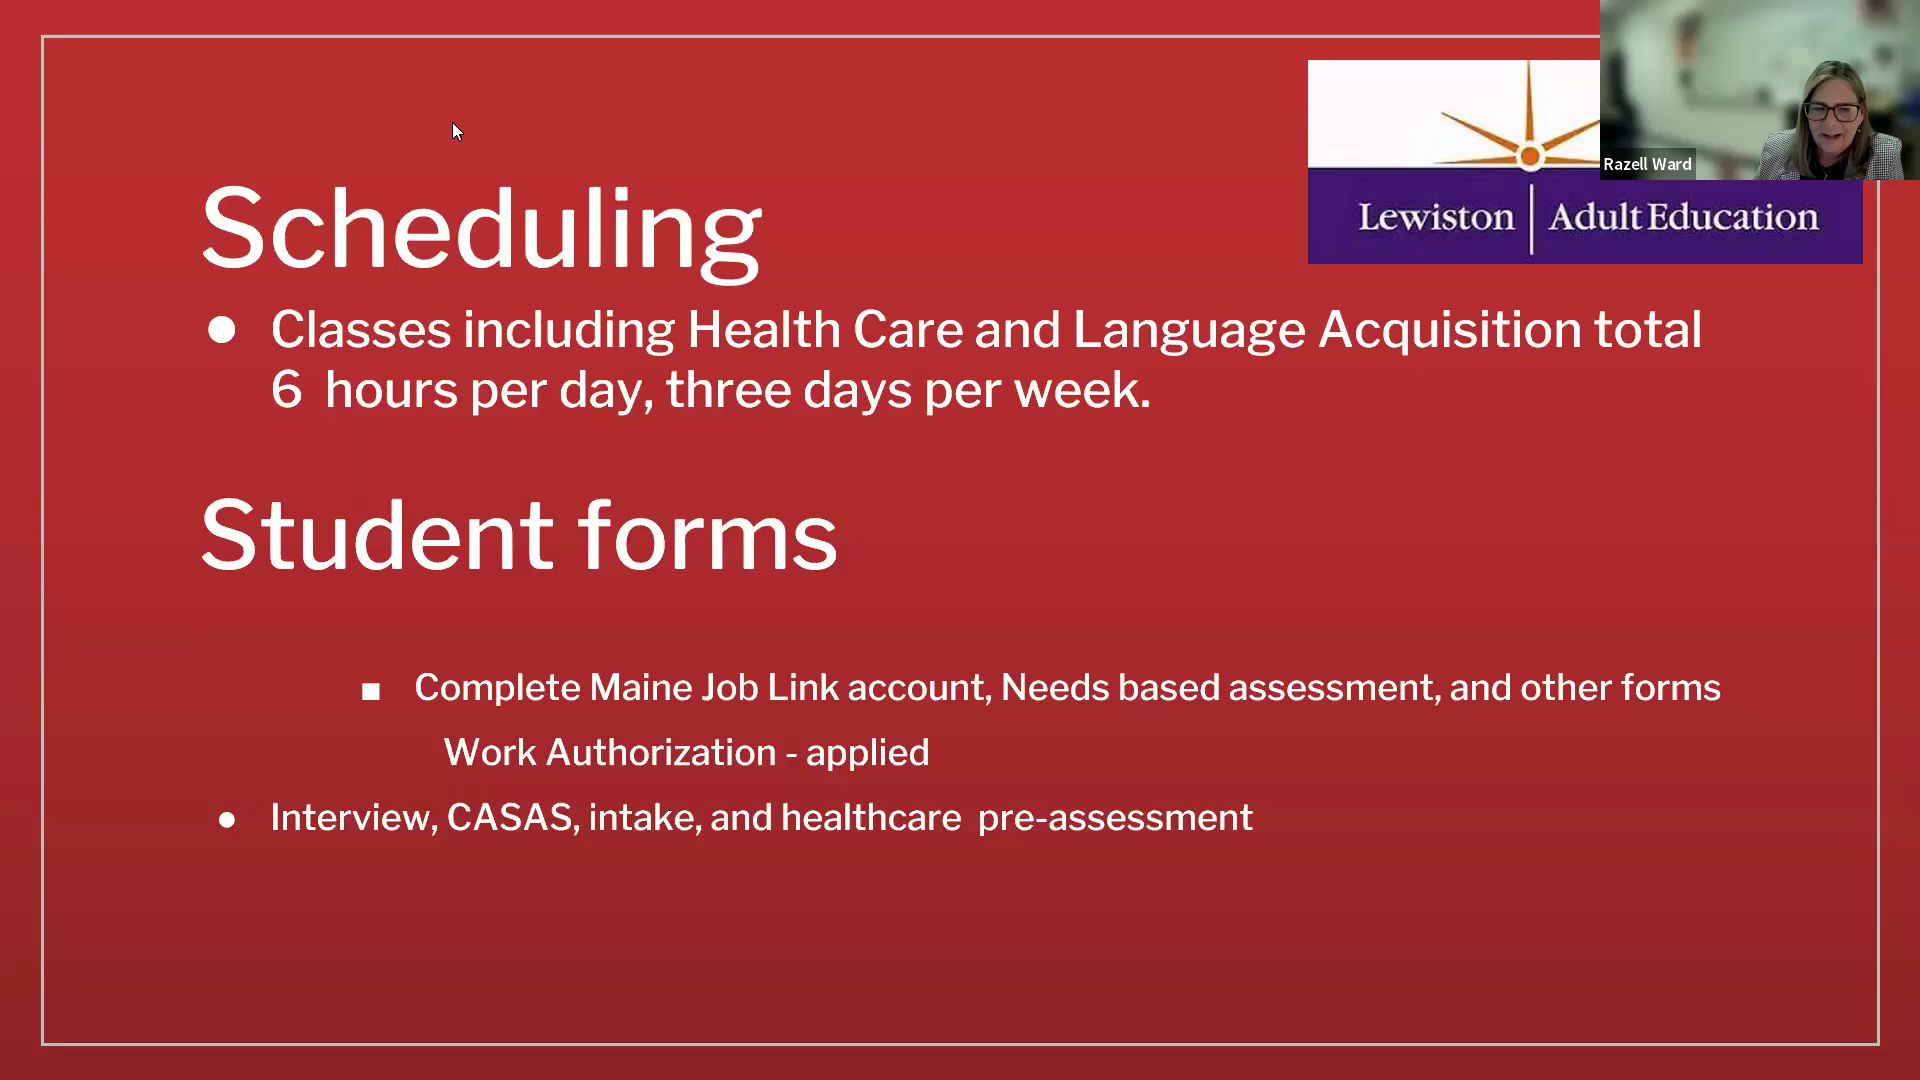 Razell Ward
Lewiston | Adult Education
Scheduling
● Classes including Health Care and Language Acquisition total
6 hours per day, three days per week.
Student forms
■ Complete Maine Job Link account, Needs based assessment, and other forms
Work Authorization - applied
● Interview, CASAS, intake, and healthcare pre-assessment